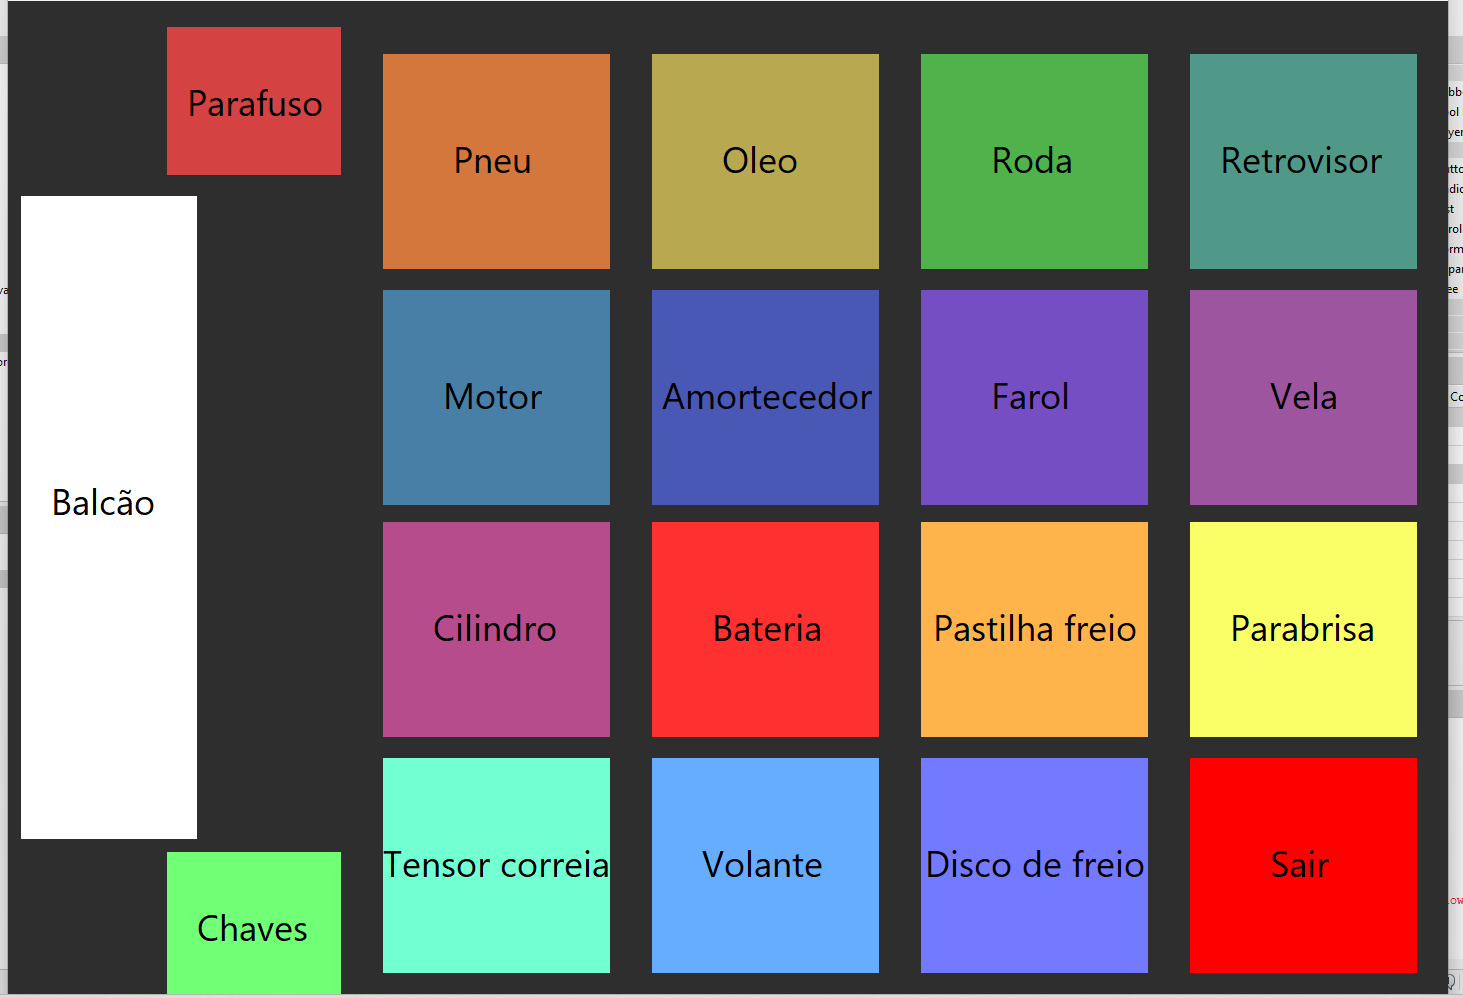 Parafuso
Pneu
Oleo
Roda
Retrovisor
Balcão
Motor
Amortecedor
Farol
Vela
Cilindro
Bateria
Pastilha freio
Parabrisa
Tensor correia
Volante
Disco de freio
Sair
Chaves